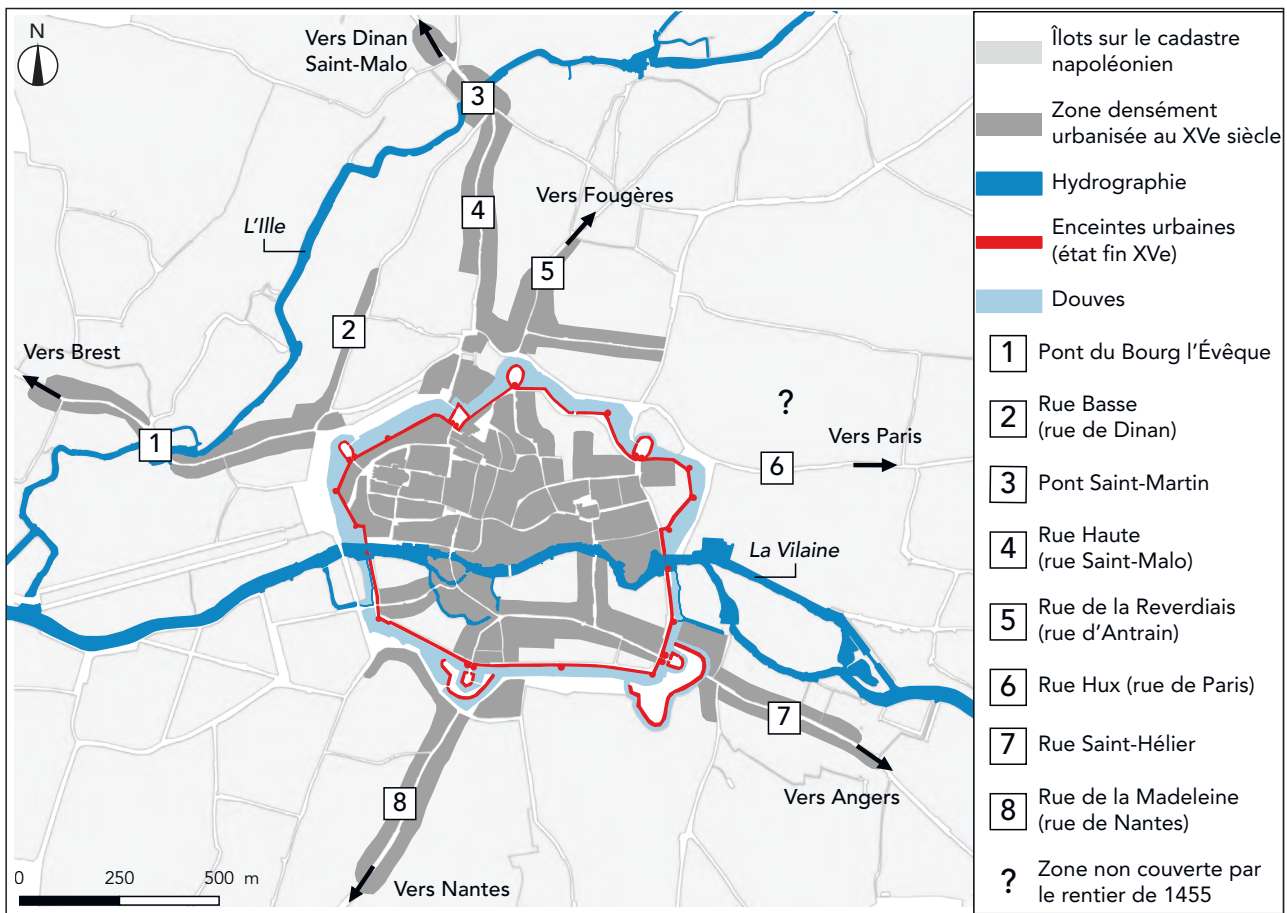 N
Vers Dinan
Saint-Malo
3
Vers Fougères
4
L'Ille
5
2
Vers Brest
1
?
Vers Paris
6
La Vilaine
7
Vers Angers
8
Vers Nantes
0 250 500 m
Îlots sur le cadastre
napoléonien
Zone densément
urbanisée au XVe siècle
Hydrographie
Enceintes urbaines
(état fin XVe)
Douves
1 Pont du Bourg l'Évêque
2 Rue Basse
(rue de Dinan)
3 Pont Saint-Martin
4 Rue Haute
(rue Saint-Malo)
5 Rue de la Reverdiais
(rue d'Antrain)
6 Rue Hux (rue de Paris)
7 Rue Saint-Hélier
8 Rue de la Madeleine
(rue de Nantes)
? Zone non couverte par
le rentier de 1455